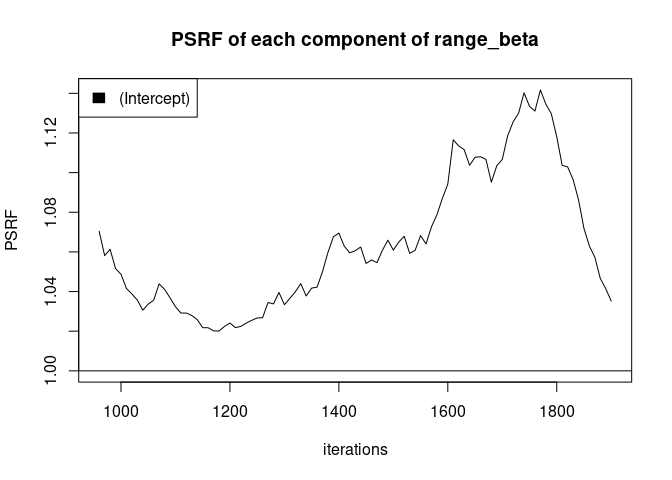 PSRF of each component of range_beta
(Intercept)
PSRF
1.12
1.08
1.04
1.00
1000 1200 1400 1600 1800
iterations